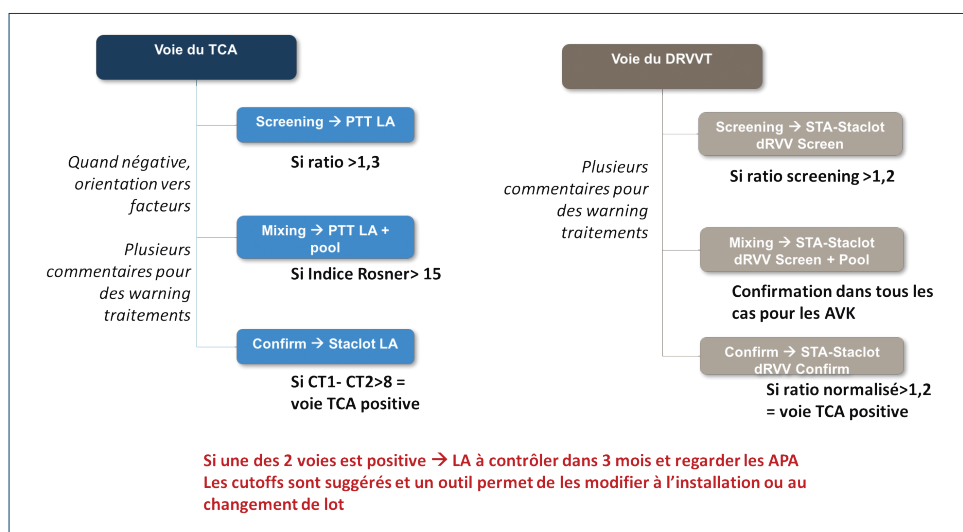 Voie du TCA
Screening → PTT LA
Si ratio >1,3
Quand négative,
orientation vers
facteurs
Mixing → PTT LA +
pool
Si Indice Rosner> 15
Plusieurs
commentaires pour
des warning
traitements
Confirm → Staclot LA
Si CT1- CT2>8 =
voie TCA positive
Voie du DRVVT
Screening → STA-Staclot
dRVV Screen
Si ratio screening >1,2
Plusieurs
commentaires pour
des warning
traitements
Mixing → STA-Staclot
dRVV Screen + Pool
Confirmation dans tous les
cas pour les AVK
Confirm → STA-Staclot
dRVV Confirm
Si ratio normalisé>1,2
= voie TCA positive
Si une des 2 voies est positive → LA à contrôler dans 3 mois et regarder les APA
Les cutoffs sont suggérés et un outil permet de les modifier à l’installation ou au
changement de lot